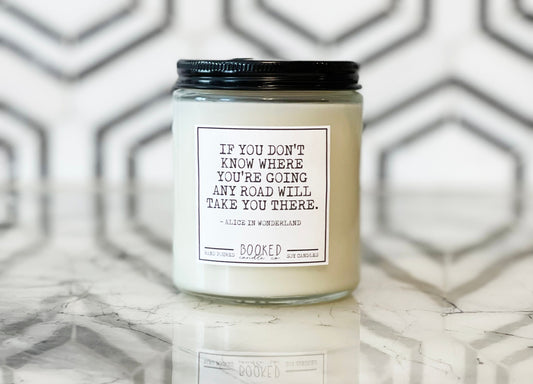 IF YOU DON'T
KNOW WHERE
YOU'RE GOING
ANY ROAD WILL
TAKE YOU THERE.
- ALICE IN WONDERLAND
BOOKED
HAND POURED candle co SOY CANDLES
BOOKED